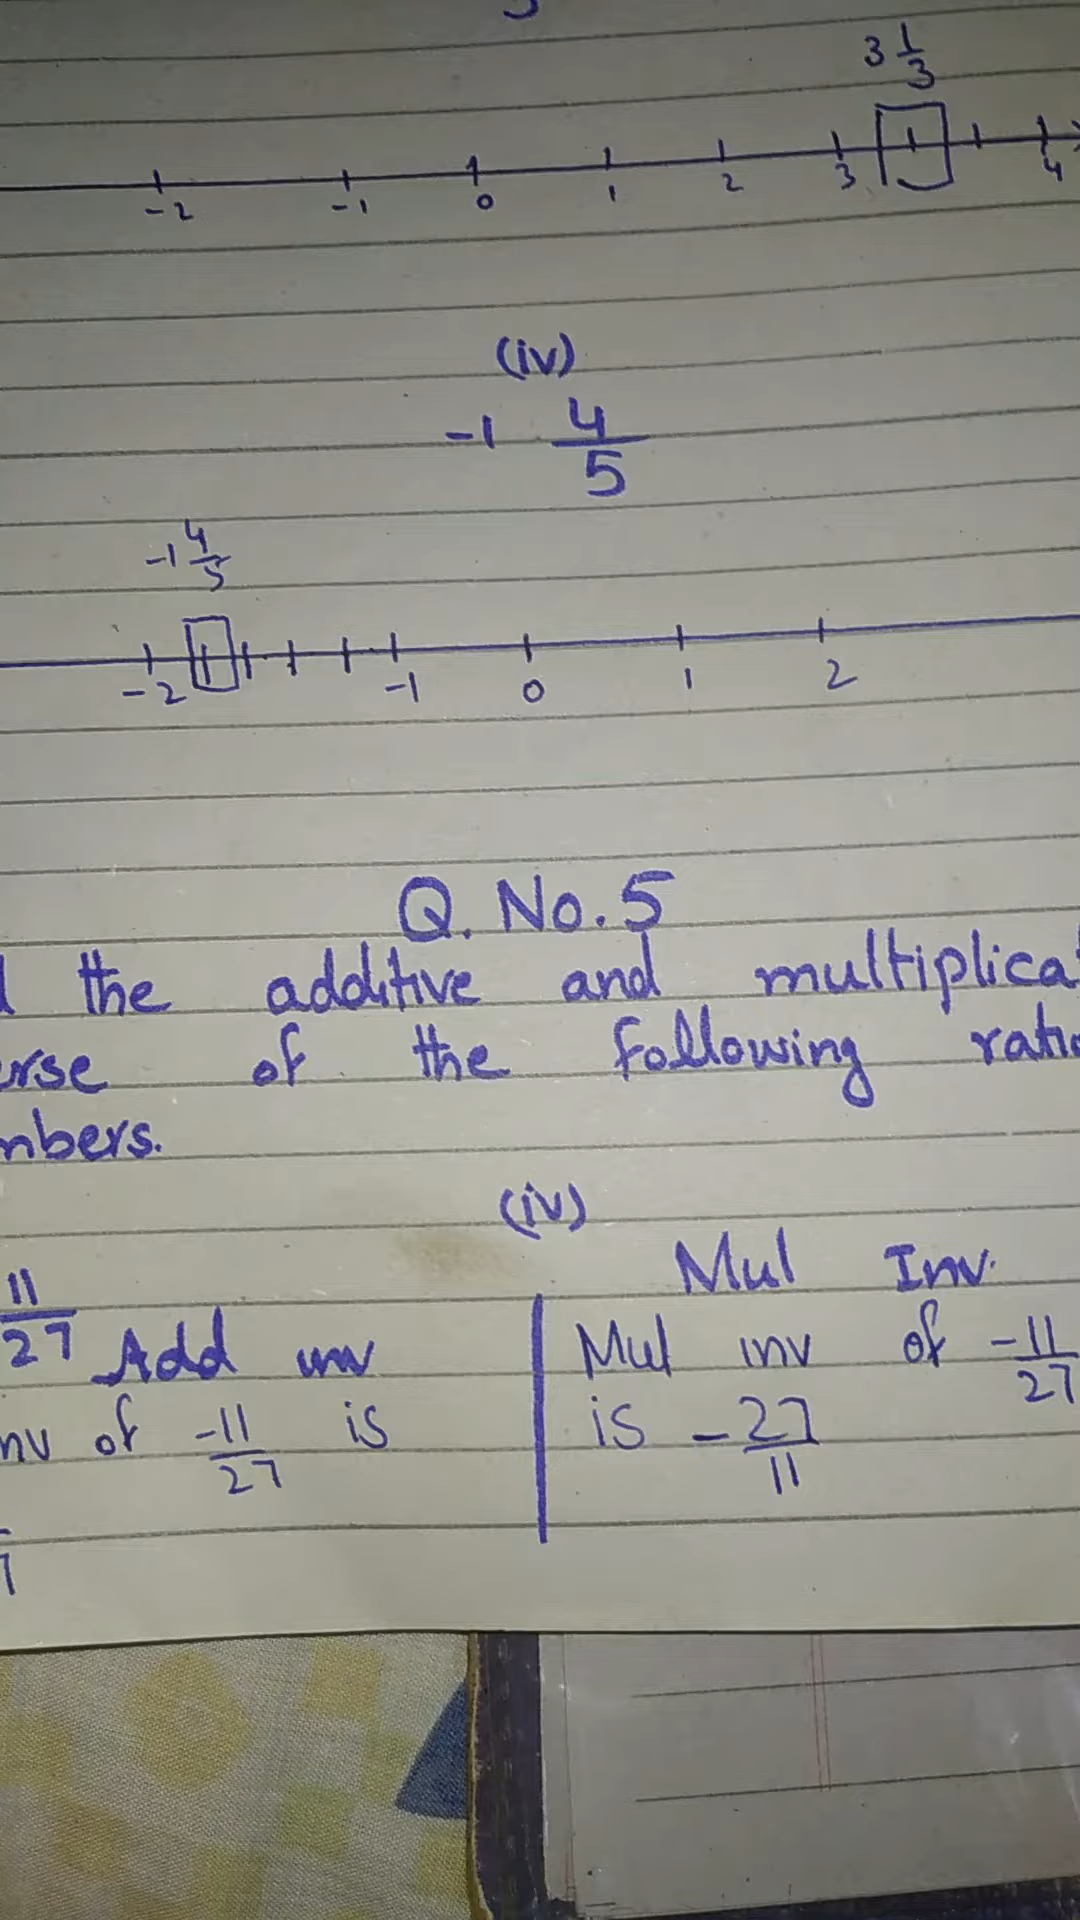 3 1/3
-2 -1 0 1 2 3 4
(iv)
-1 4/5
-1 4/5
-2 -1 0 1 2
Q. No. 5
the additive and multiplica
erse of the following ratio
mbers.
(iv)
Mul Inv.
11/27 Add inv
Mul inv of -11/27
nv of -11/27 is
is -27/11